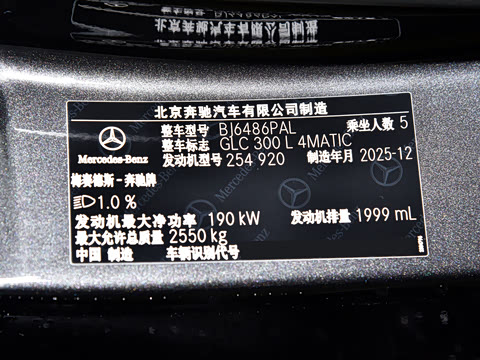 北京奔驰汽车有限公司制造
整车型号 BJ6486PAL 乘坐人数 5
整车标志 GLC 300 L 4MATIC
发动机型号 254 920 制造年月 2025-12
Mercedes-Benz
梅赛德斯－奔驰牌
1.0 %
发动机最大净功率 190 kW 发动机排量 1999 mL
最大允许总质量 2550 kg
中国 制造 车辆识别代号